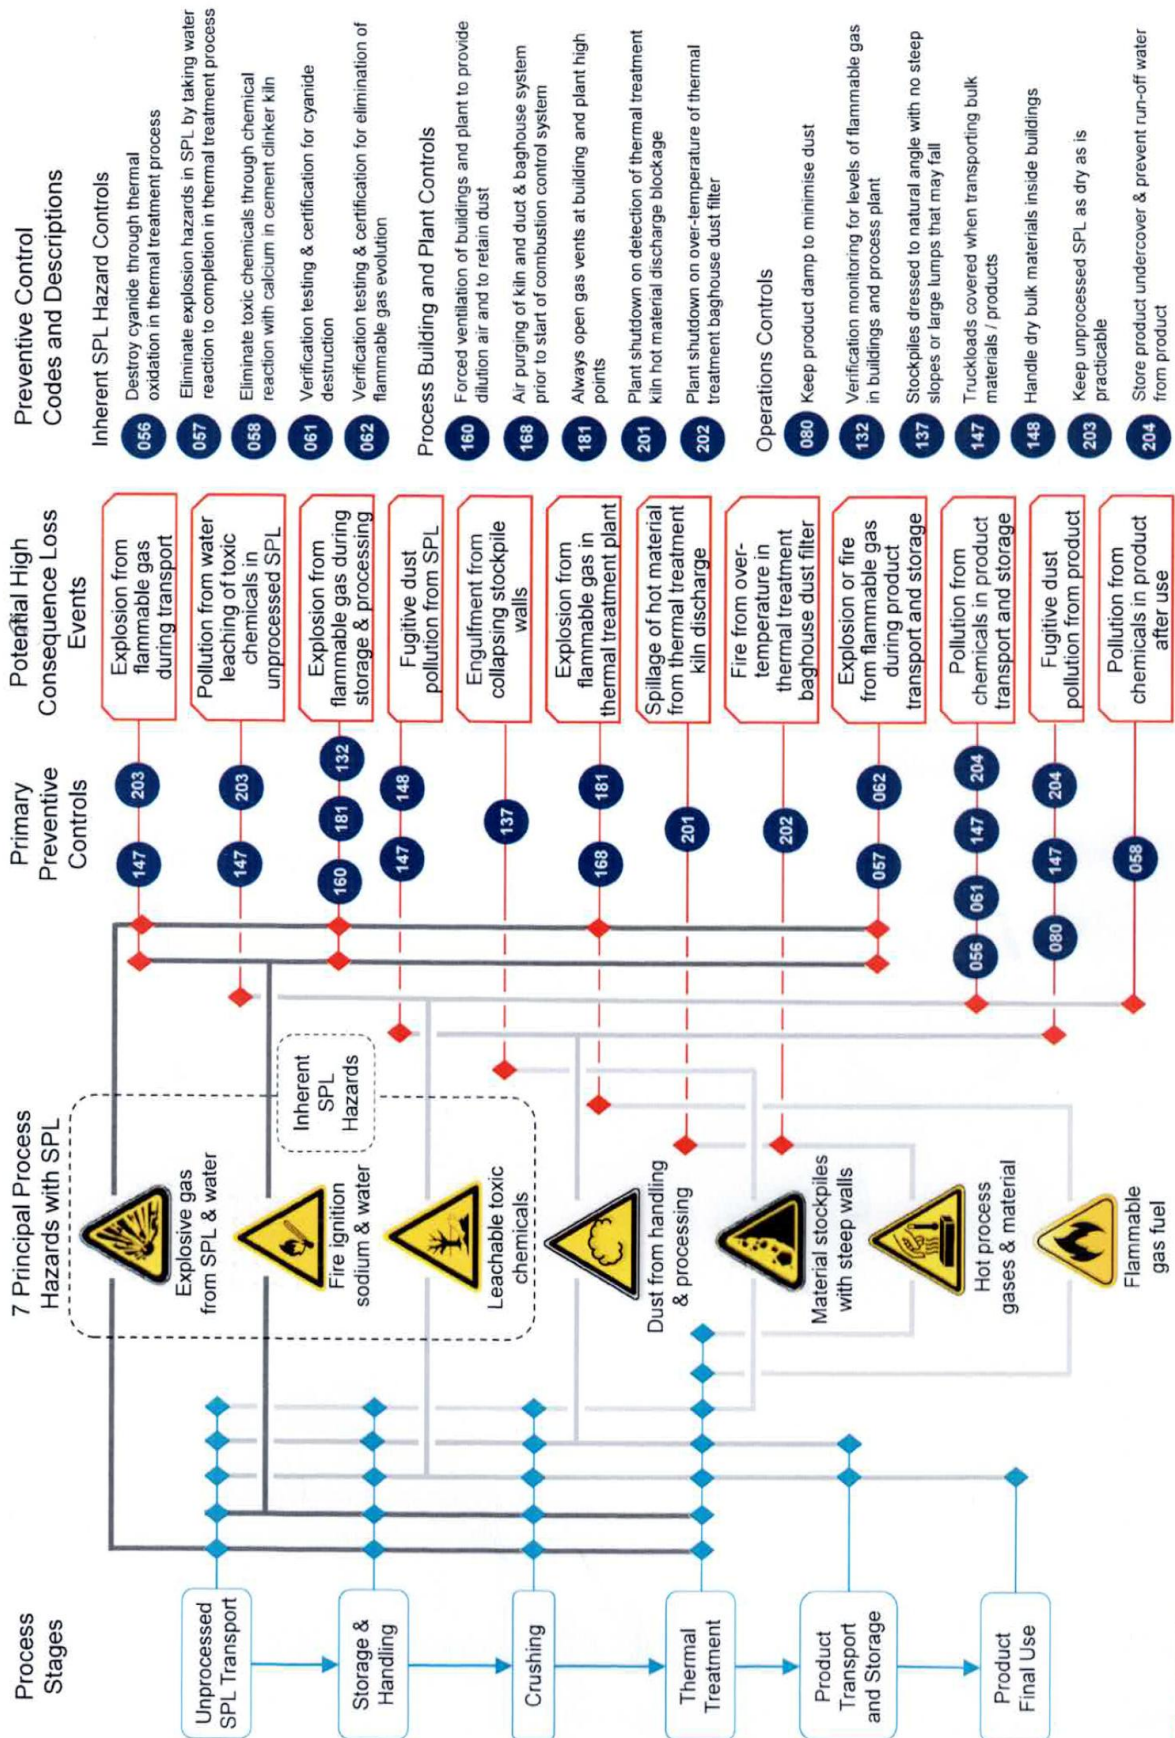 Process
Stages
Unprocessed
SPL Transport
Storage &
Handling
Crushing
Thermal
Treatment
Product
Transport
and Storage
Product
Final Use
7 Principal Process
Hazards with SPL
Explosive gas
from SPL & water
Fire ignition
sodium & water
Leachable toxic
chemicals
Inherent
SPL
Hazards
Dust from handling
& processing
Material stockpiles
with steep walls
Hot process
gases & material
Flammable
gas fuel
Primary
Preventive
Controls
147 203
147 203
160 181 132
147 148
137
168 181
201
202
057 062
056 061 147 204
080 147 204
058
Potential High
Consequence Loss
Events
Explosion from
flammable gas
during transport
Pollution from water
leaching of toxic
chemicals in
unprocessed SPL
Explosion from
flammable gas during
storage & processing
Fugitive dust
pollution from SPL
Engulfment from
collapsing stockpile
walls
Explosion from
flammable gas in
thermal treatment plant
Spillage of hot material
from thermal treatment
kiln discharge
Fire from over-
temperature in
thermal treatment
baghouse dust filter
Explosion or fire
from flammable gas
during product
transport and storage
Pollution from
chemicals in product
transport and storage
Fugitive dust
pollution from product
Pollution from
chemicals in product
after use
Preventive Control
Codes and Descriptions
Inherent SPL Hazard Controls
056 Destroy cyanide through thermal
oxidation in thermal treatment process
057 Eliminate explosion hazards in SPL by taking water
reaction to completion in thermal treatment process
058 Eliminate toxic chemicals through chemical
reaction with calcium in cement clinker kiln
061 Verification testing & certification for cyanide
destruction
062 Verification testing & certification for elimination of
flammable gas evolution
Process Building and Plant Controls
160 Forced ventilation of buildings and plant to provide
dilution air and to retain dust
168 Air purging of kiln and duct & baghouse system
prior to start of combustion control system
181 Always open gas vents at building and plant high
points
201 Plant shutdown on detection of thermal treatment
kiln hot material discharge blockage
202 Plant shutdown on over-temperature of thermal
treatment baghouse dust filter
Operations Controls
080 Keep product damp to minimise dust
132 Verification monitoring for levels of flammable gas
in buildings and process plant
137 Stockpiles dressed to natural angle with no steep
slopes or large lumps that may fall
147 Truckloads covered when transporting bulk
materials / products
148 Handle dry bulk materials inside buildings
203 Keep unprocessed SPL as dry as is
practicable
204 Store product undercover & prevent run-off water
from product